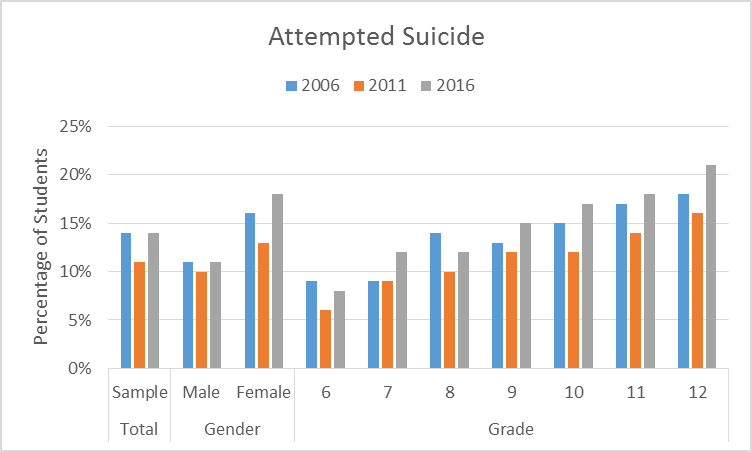 Attempted Suicide
2006 2011 2016
Percentage of Students
25%
20%
15%
10%
5%
0%
Sample Male Female 6 7 8 9 10 11 12
Total Gender Grade